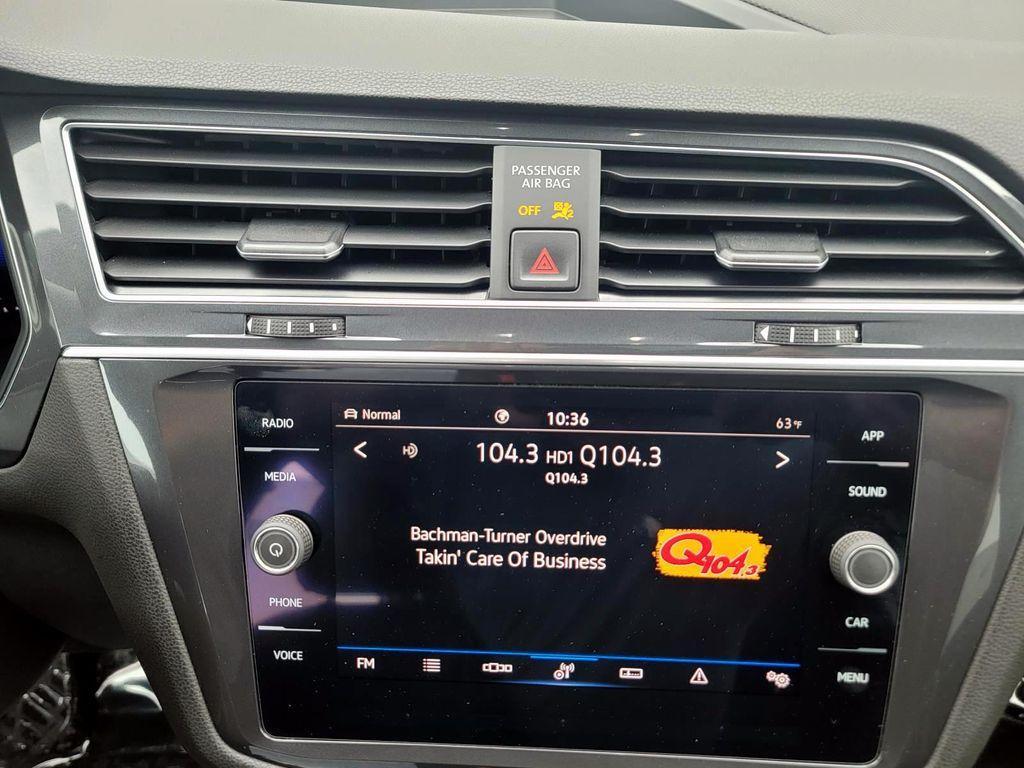 PASSENGER
AIR BAG
OFF
RADIO
MEDIA
PHONE
VOICE
Normal
10:36
63°F
104.3 HD1 Q104.3
Q104.3
Bachman-Turner Overdrive
Takin' Care Of Business
Q104.3
FM
APP
SOUND
CAR
MENU